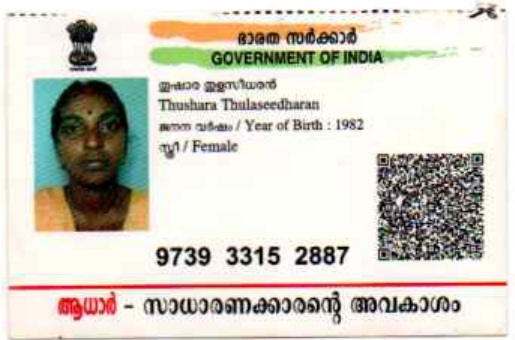 ഭാരത സർക്കാർ
GOVERNMENT OF INDIA
തുഷാര തുളസീധരൻ
Thushara Thulaseedharan
ജനന വർഷം / Year of Birth : 1982
സ്ത്രീ / Female
9739 3315 2887
ആധാർ – സാധാരണക്കാരന്റെ അവകാശം